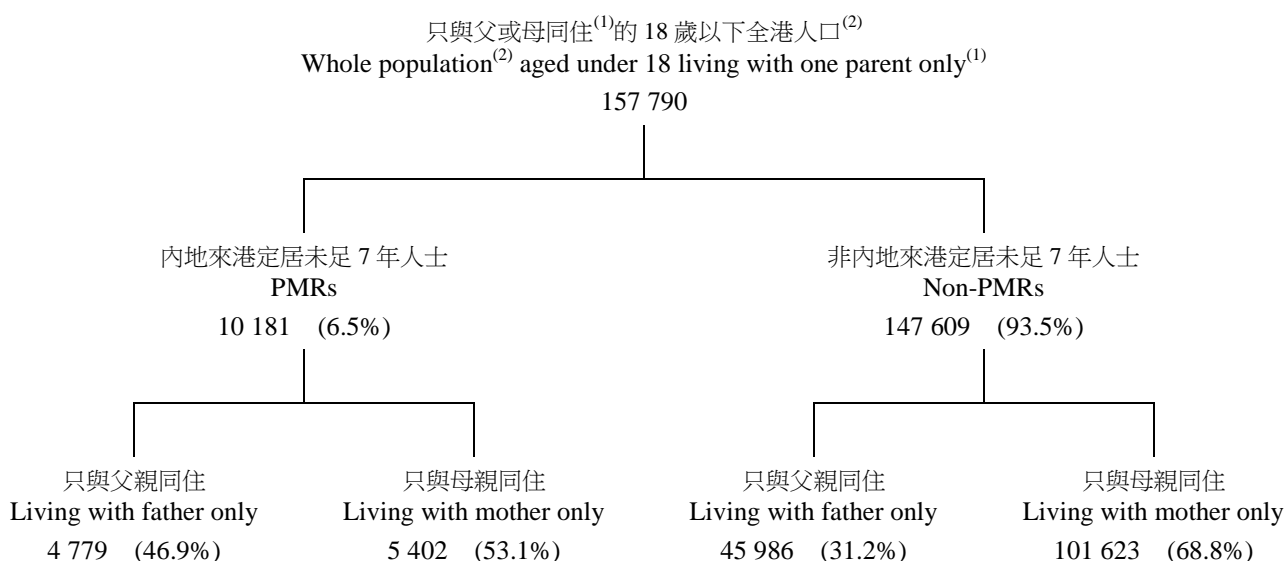 只與父或母同住(1)的 18 歲以下全港人口(2)
Whole population(2) aged under 18 living with one parent only(1)
157 790
內地來港定居未足 7 年人士
PMRs
10 181 (6.5%)
非內地來港定居未足 7 年人士
Non-PMRs
147 609 (93.5%)
只與父親同住
Living with father only
4 779 (46.9%)
只與母親同住
Living with mother only
5 402 (53.1%)
只與父親同住
Living with father only
45 986 (31.2%)
只與母親同住
Living with mother only
101 623 (68.8%)